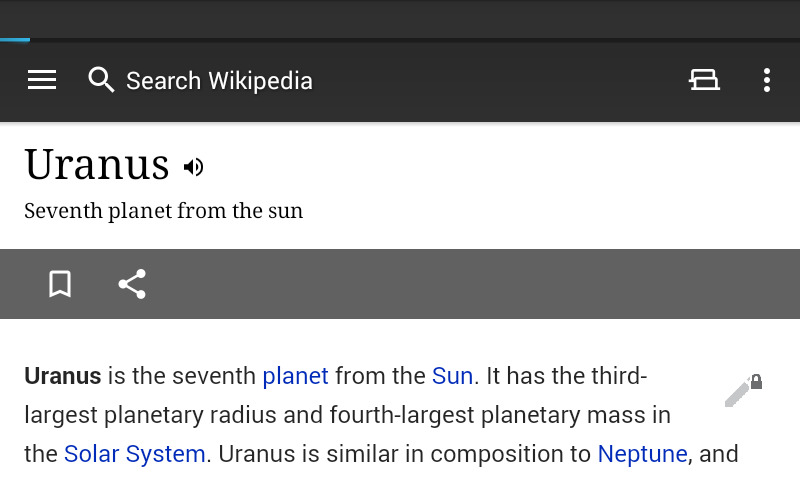 Search Wikipedia
Uranus
Seventh planet from the sun
Uranus is the seventh planet from the Sun. It has the third-
largest planetary radius and fourth-largest planetary mass in
the Solar System. Uranus is similar in composition to Neptune, and